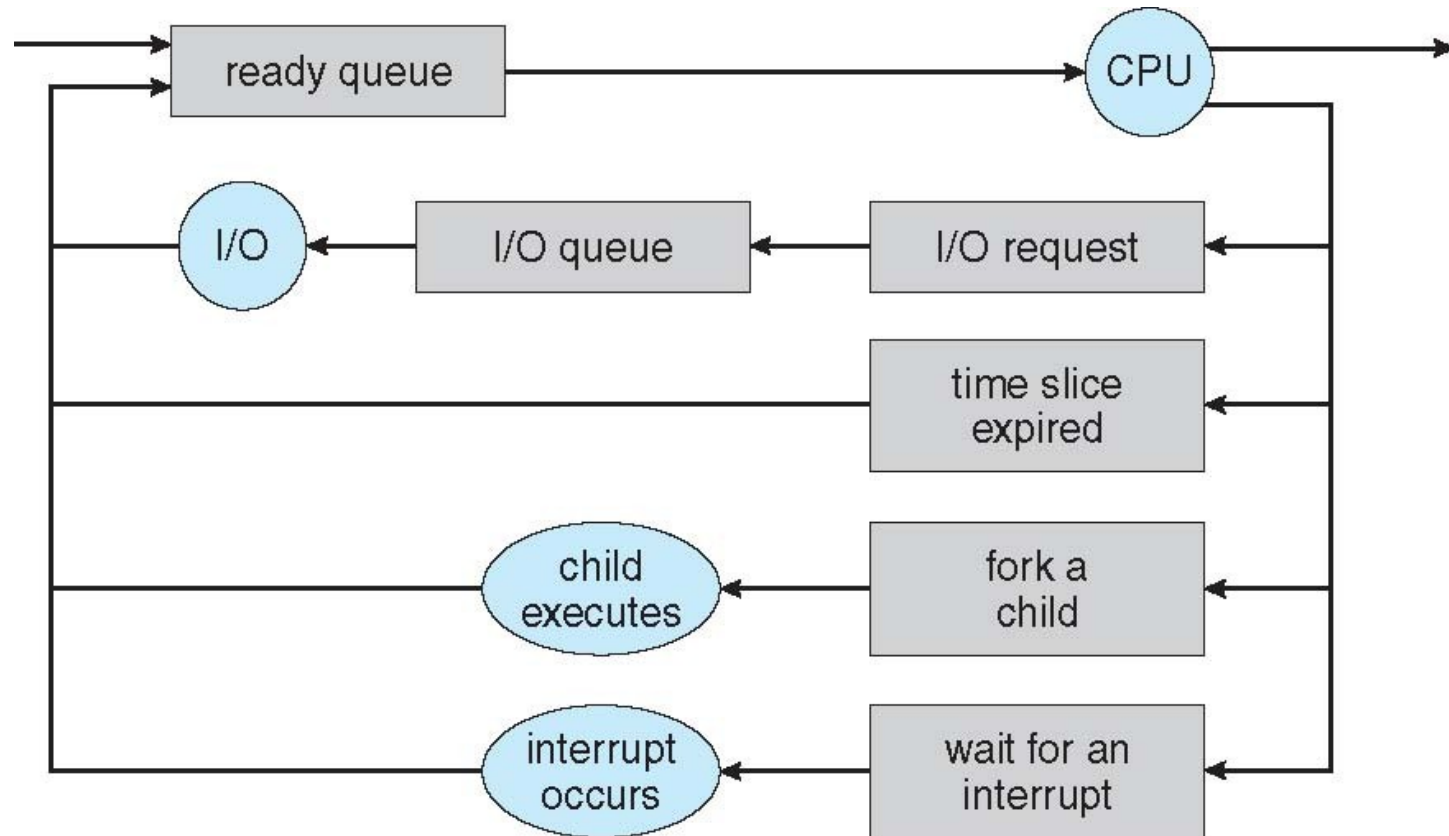 ready queue
CPU
I/O
I/O queue
I/O request
time slice
expired
child
executes
fork a
child
interrupt
occurs
wait for an
interrupt